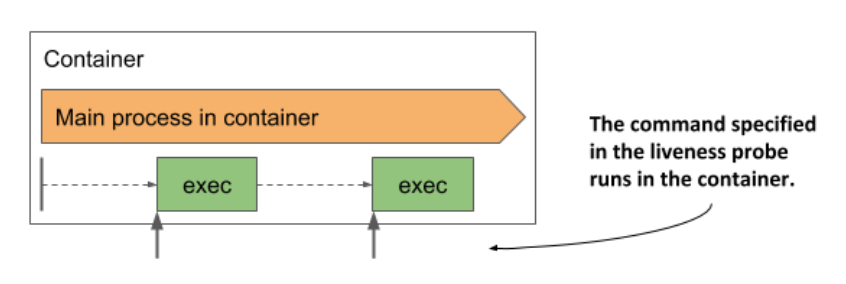 Container
Main process in container
exec
exec
The command specified
in the liveness probe
runs in the container.